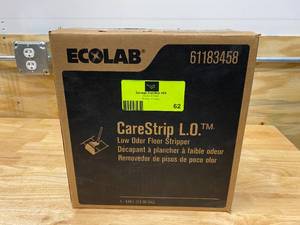 ECOLAB® 61183458
62
CareStrip L.O.™
Low Odor Floor Stripper
Décapant à plancher à faible odeur
Removedor de pisos de poco olor